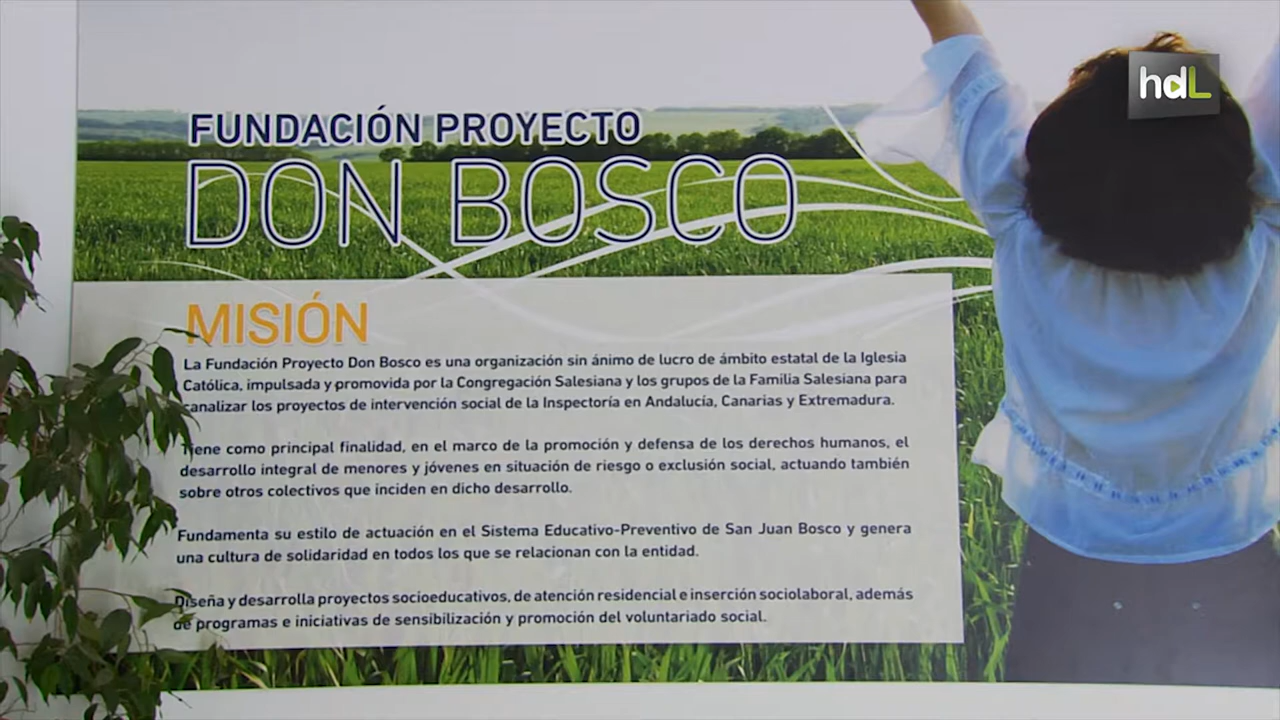 hdL
FUNDACIÓN PROYECTO
DON BOSCO
MISIÓN
La Fundación Proyecto Don Bosco es una organización sin ánimo de lucro de ámbito estatal de la Iglesia
Católica, impulsada y promovida por la Congregación Salesiana y los grupos de la Familia Salesiana para
canalizar los proyectos de intervención social de la Inspectoría en Andalucía, Canarias y Extremadura.
Tiene como principal finalidad, en el marco de la promoción y defensa de los derechos humanos, el
desarrollo integral de menores y jóvenes en situación de riesgo o exclusión social, actuando también
sobre otros colectivos que inciden en dicho desarrollo.
Fundamenta su estilo de actuación en el Sistema Educativo-Preventivo de San Juan Bosco y genera
una cultura de solidaridad en todos los que se relacionan con la entidad.
Diseña y desarrolla proyectos socioeducativos, de atención residencial e inserción sociolaboral, además
de programas e iniciativas de sensibilización y promoción del voluntariado social.